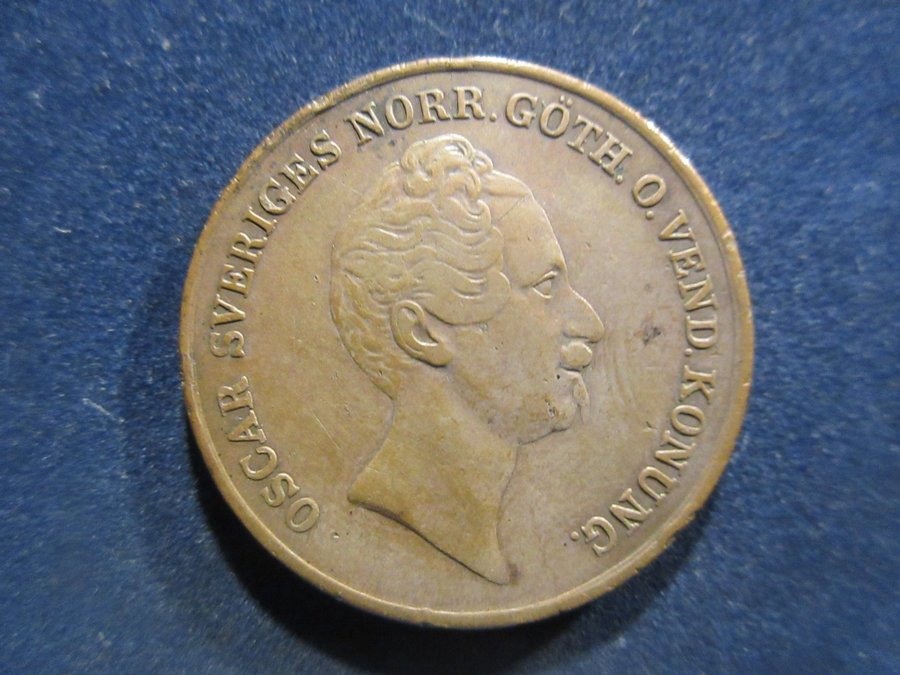 OSCAR SVERIGES NORR. GÖTH. O. VEND. KONUNG.